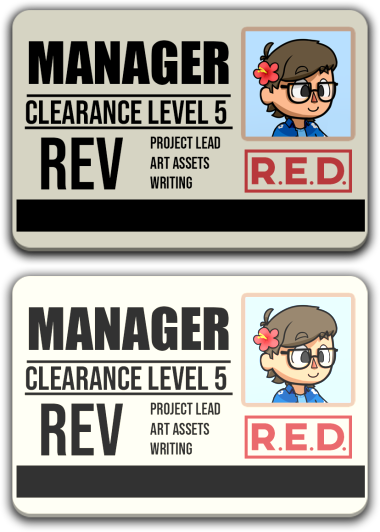 MANAGER
CLEARANCE LEVEL 5
REV
PROJECT LEAD
ART ASSETS
WRITING
R.E.D.
MANAGER
CLEARANCE LEVEL 5
REV
PROJECT LEAD
ART ASSETS
WRITING
R.E.D.